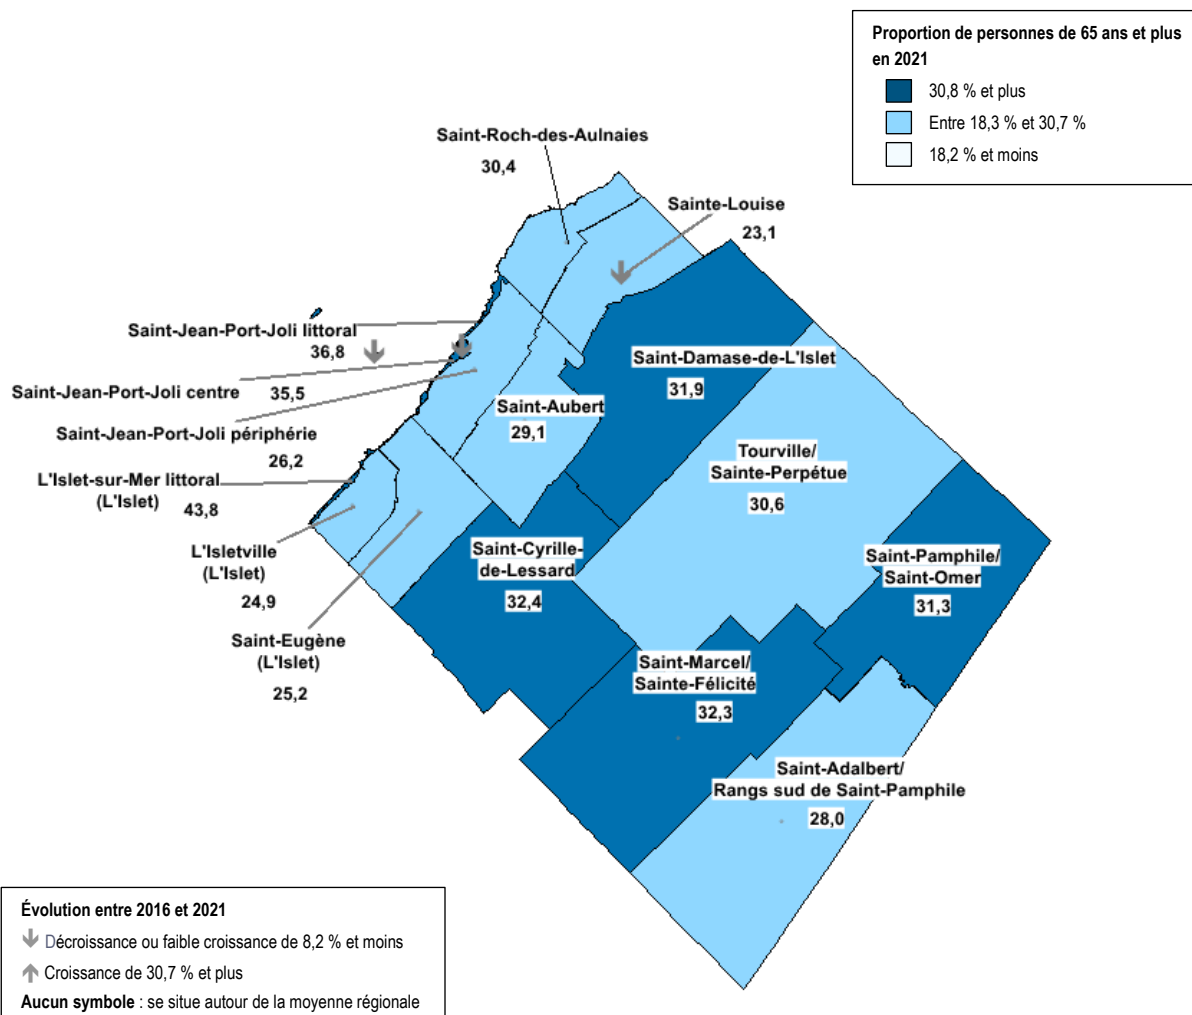 Proportion de personnes de 65 ans et plus
en 2021
30,8 % et plus
Entre 18,3 % et 30,7 %
18,2 % et moins
Saint-Roch-des-Aulnaies
30,4
Sainte-Louise
23,1
Saint-Jean-Port-Joli littoral
36,8
Saint-Jean-Port-Joli centre
35,5
Saint-Jean-Port-Joli périphérie
26,2
L'Islet-sur-Mer littoral
(L'Islet)
43,8
L'Isletville
(L'Islet)
24,9
Saint-Eugène
(L'Islet)
25,2
Saint-Damase-de-L'Islet
31,9
Saint-Aubert
29,1
Tourville/
Sainte-Perpétue
30,6
Saint-Cyrille-
de-Lessard
32,4
Saint-Pamphile/
Saint-Omer
31,3
Saint-Marcel/
Sainte-Félicité
32,3
Saint-Adalbert/
Rangs sud de Saint-Pamphile
28,0
Évolution entre 2016 et 2021
Décroissance ou faible croissance de 8,2 % et moins
Croissance de 30,7 % et plus
Aucun symbole : se situe autour de la moyenne régionale